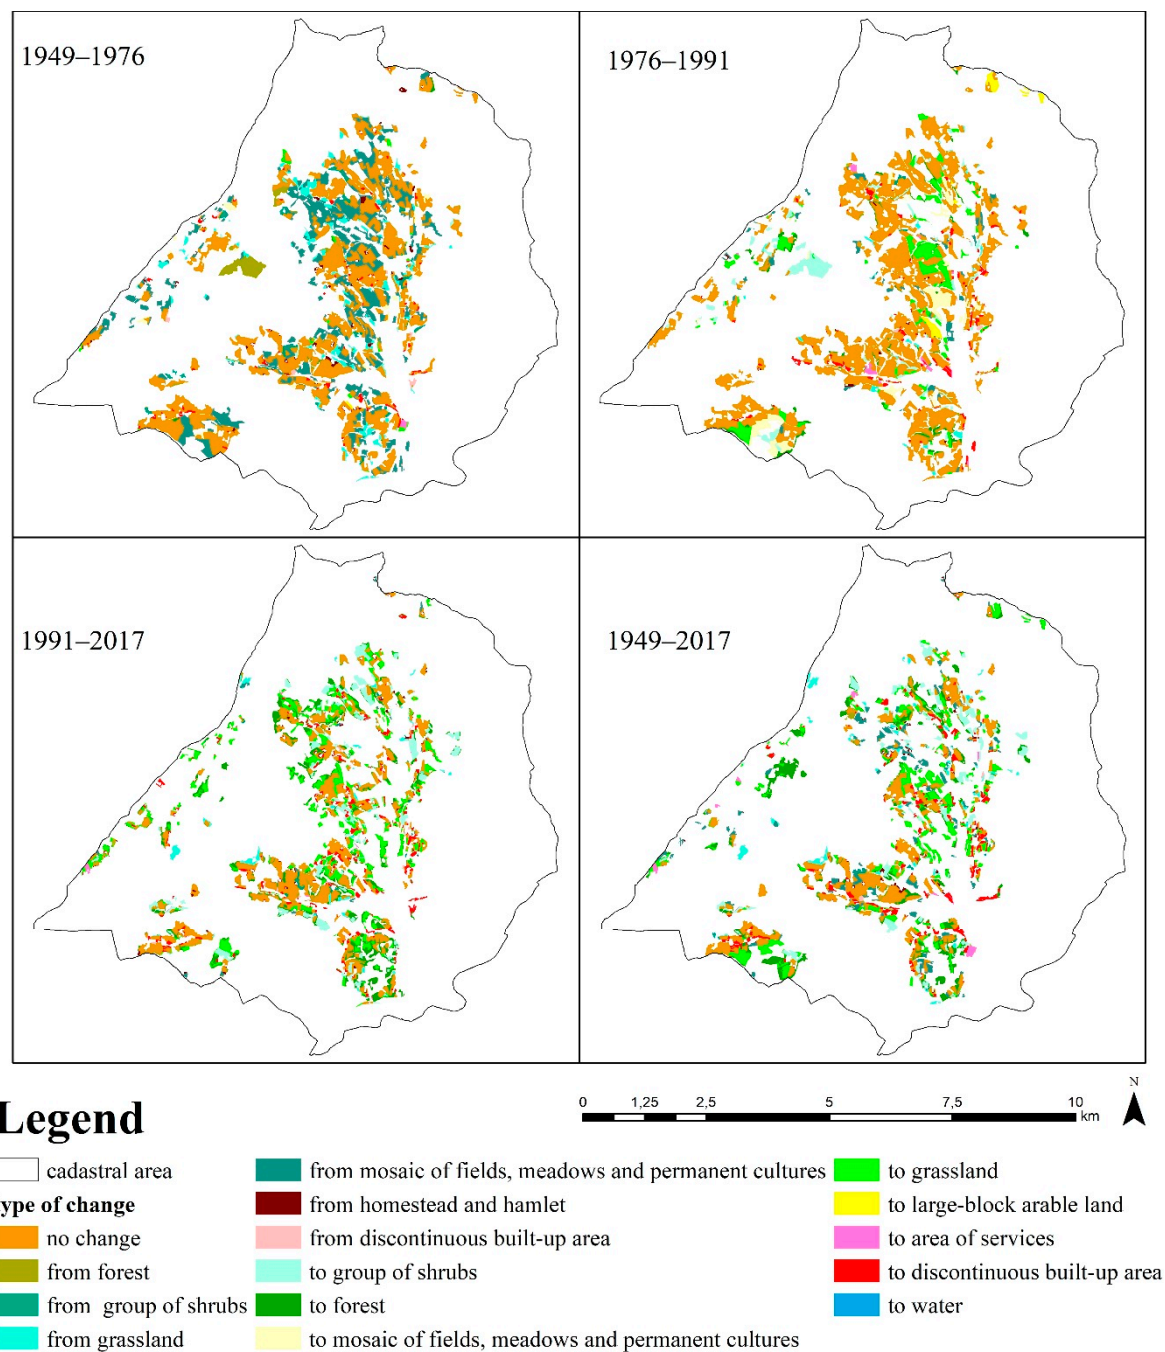 1949–1976
1976–1991
1991–2017
1949–2017
N
0 1,25 2,5 5 7,5 10
km
Legend
cadastral area
ype of change
no change
from forest
from group of shrubs
from grassland
from mosaic of fields, meadows and permanent cultures
from homestead and hamlet
from discontinuous built-up area
to group of shrubs
to forest
to mosaic of fields, meadows and permanent cultures
to grassland
to large-block arable land
to area of services
to discontinuous built-up area
to water